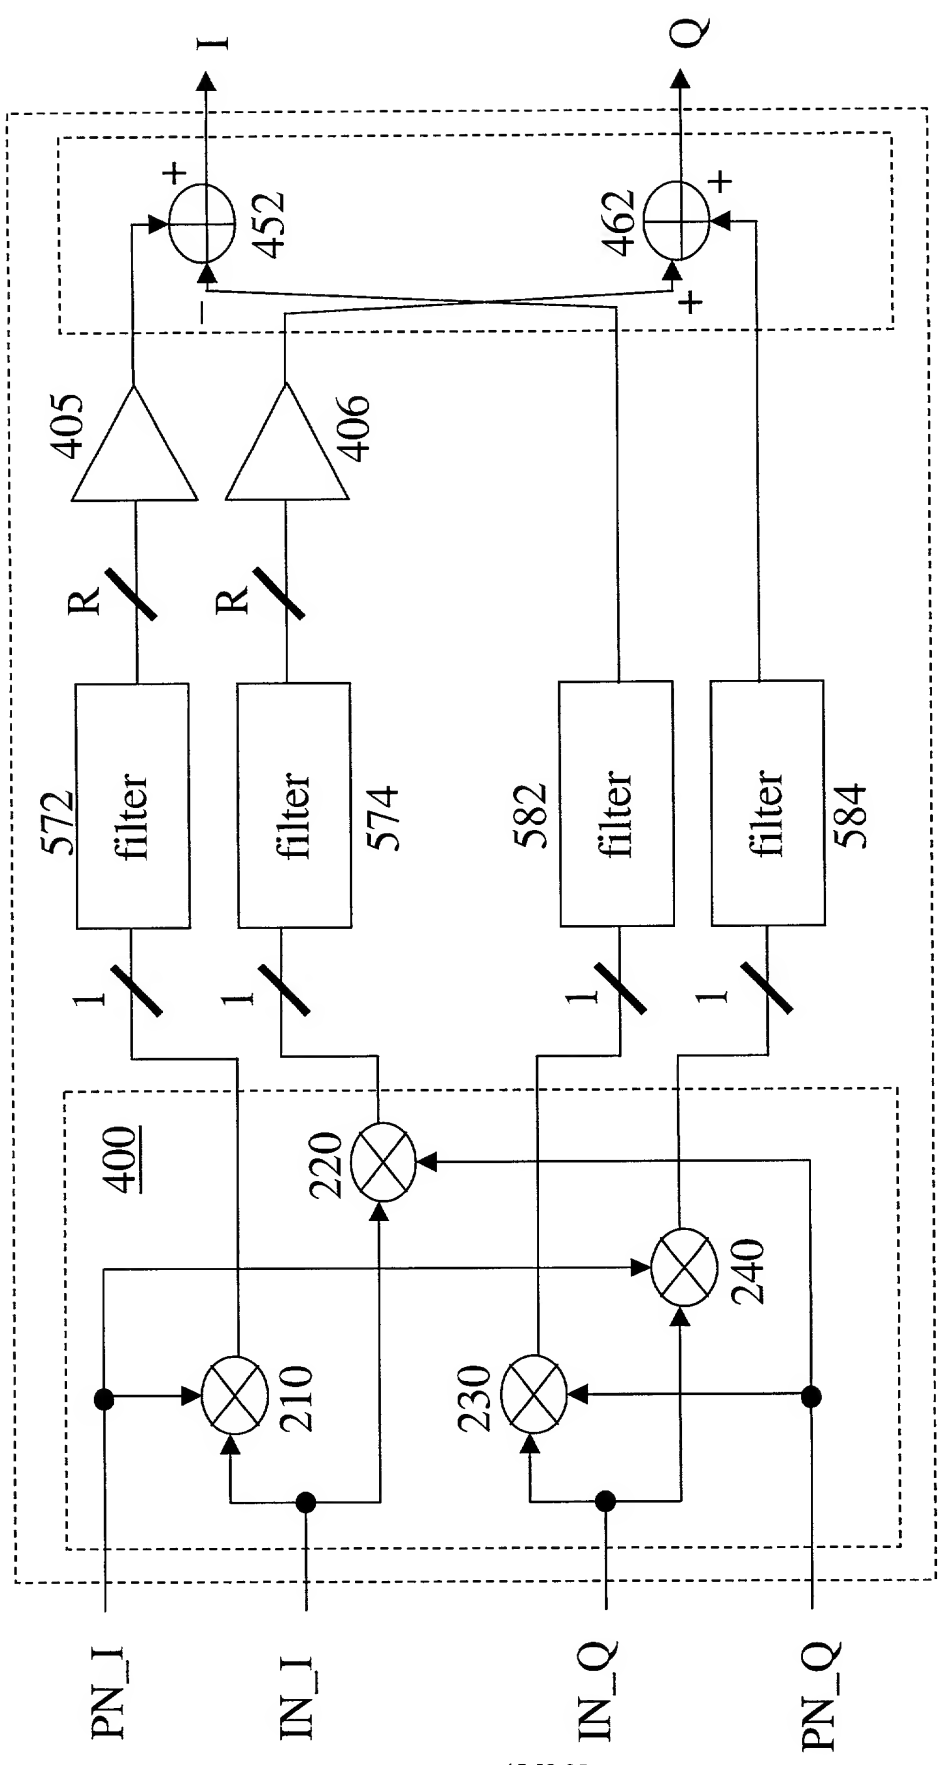 PN_I
IN_I
IN_Q
PN_Q
400
210
220
230
240
1
1
1
1
572
filter
574
filter
582
filter
584
filter
R
R
405
406
+
−
452
462
+
+
I
Q